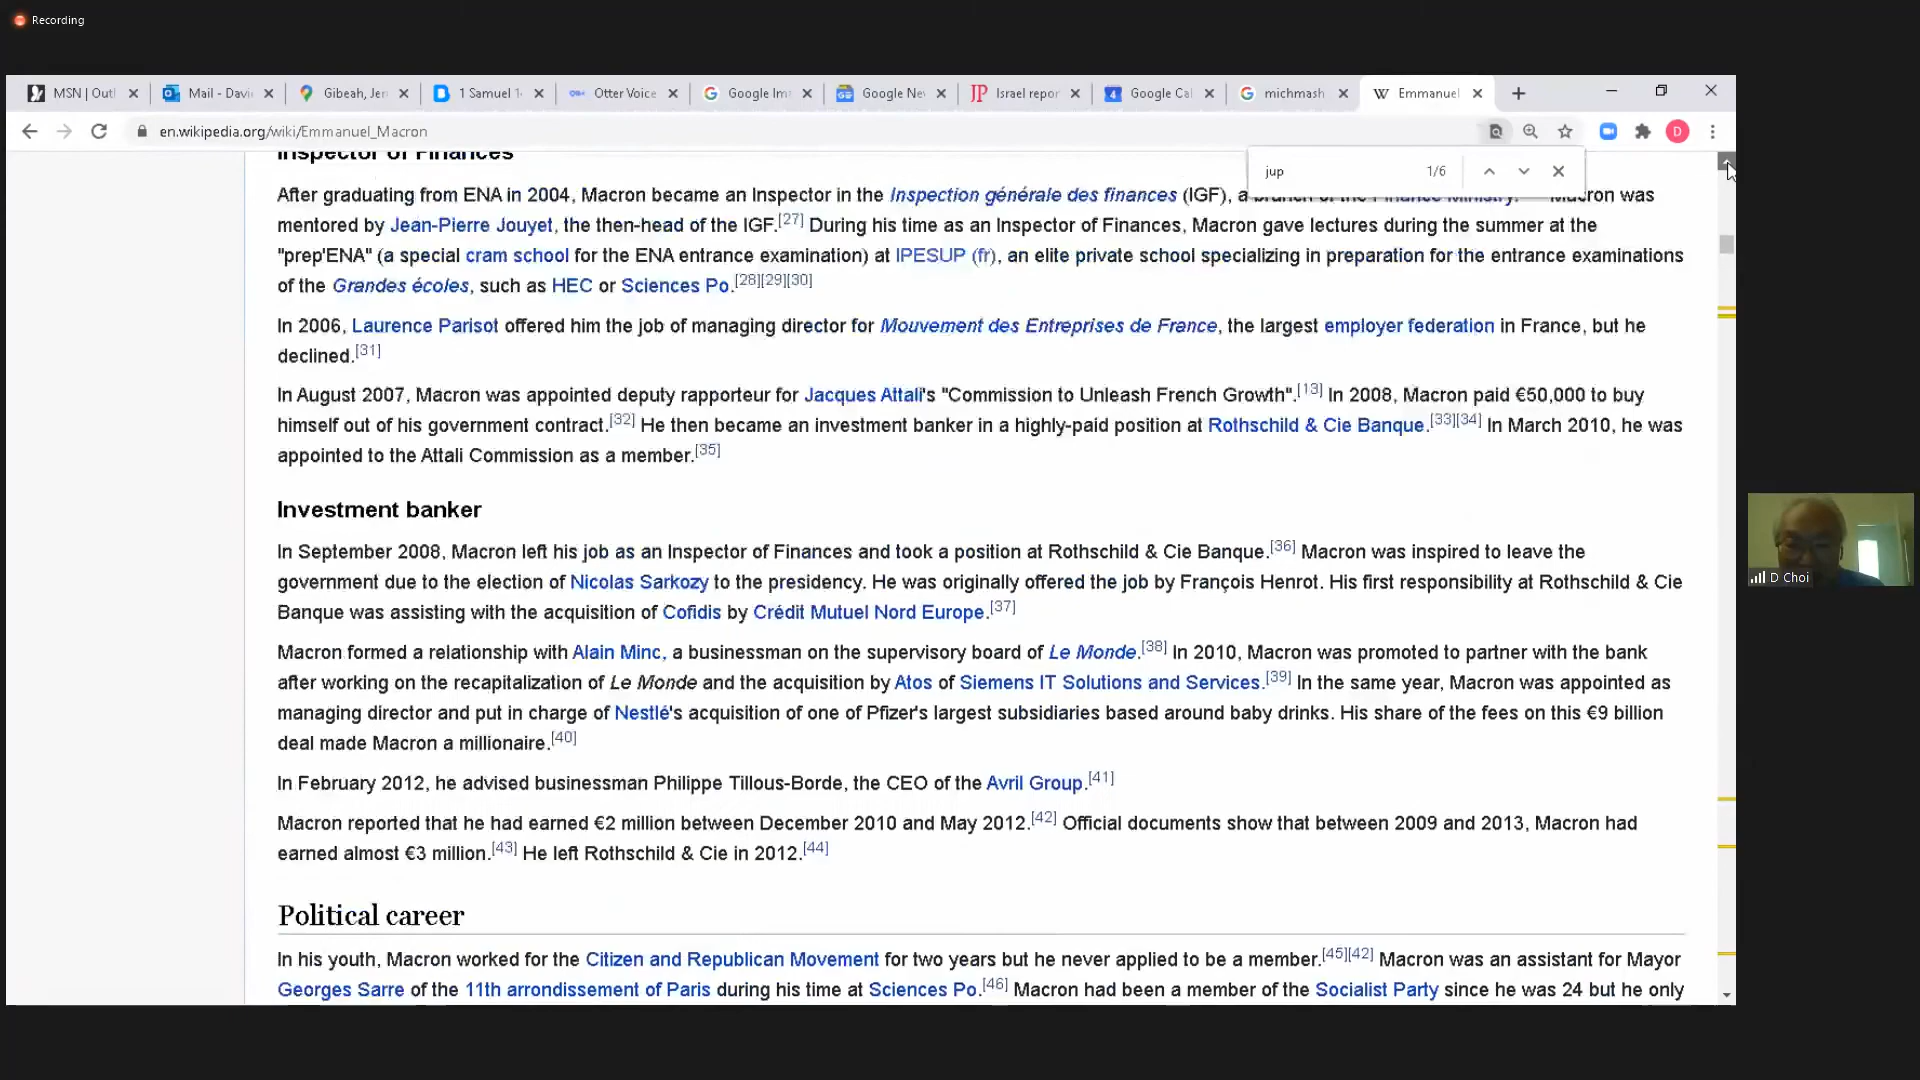 Recording
MSN | Outl
Mail - Davi
Gibeah, Jer
1 Samuel 1
Otter Voice
Google Im
Google Nev
Israel repor
Google Cal
michmash
Emmanuel
en.wikipedia.org/wiki/Emmanuel_Macron
jup 1/6
Inspector of Finances
After graduating from ENA in 2004, Macron became an Inspector in the Inspection générale des finances (IGF), a branch of the Finance Ministry. Macron was
mentored by Jean-Pierre Jouyet, the then-head of the IGF.[27] During his time as an Inspector of Finances, Macron gave lectures during the summer at the
"prep'ENA" (a special cram school for the ENA entrance examination) at IPESUP (fr), an elite private school specializing in preparation for the entrance examinations
of the Grandes écoles, such as HEC or Sciences Po.[28][29][30]
In 2006, Laurence Parisot offered him the job of managing director for Mouvement des Entreprises de France, the largest employer federation in France, but he
declined.[31]
In August 2007, Macron was appointed deputy rapporteur for Jacques Attali's "Commission to Unleash French Growth".[13] In 2008, Macron paid €50,000 to buy
himself out of his government contract.[32] He then became an investment banker in a highly-paid position at Rothschild & Cie Banque.[33][34] In March 2010, he was
appointed to the Attali Commission as a member.[35]
Investment banker
In September 2008, Macron left his job as an Inspector of Finances and took a position at Rothschild & Cie Banque.[36] Macron was inspired to leave the
government due to the election of Nicolas Sarkozy to the presidency. He was originally offered the job by François Henrot. His first responsibility at Rothschild & Cie
Banque was assisting with the acquisition of Cofidis by Crédit Mutuel Nord Europe.[37]
Macron formed a relationship with Alain Minc, a businessman on the supervisory board of Le Monde.[38] In 2010, Macron was promoted to partner with the bank
after working on the recapitalization of Le Monde and the acquisition by Atos of Siemens IT Solutions and Services.[39] In the same year, Macron was appointed as
managing director and put in charge of Nestlé's acquisition of one of Pfizer's largest subsidiaries based around baby drinks. His share of the fees on this €9 billion
deal made Macron a millionaire.[40]
In February 2012, he advised businessman Philippe Tillous-Borde, the CEO of the Avril Group.[41]
Macron reported that he had earned €2 million between December 2010 and May 2012.[42] Official documents show that between 2009 and 2013, Macron had
earned almost €3 million.[43] He left Rothschild & Cie in 2012.[44]
Political career
In his youth, Macron worked for the Citizen and Republican Movement for two years but he never applied to be a member.[45][42] Macron was an assistant for Mayor
Georges Sarre of the 11th arrondissement of Paris during his time at Sciences Po.[46] Macron had been a member of the Socialist Party since he was 24 but he only
D Choi